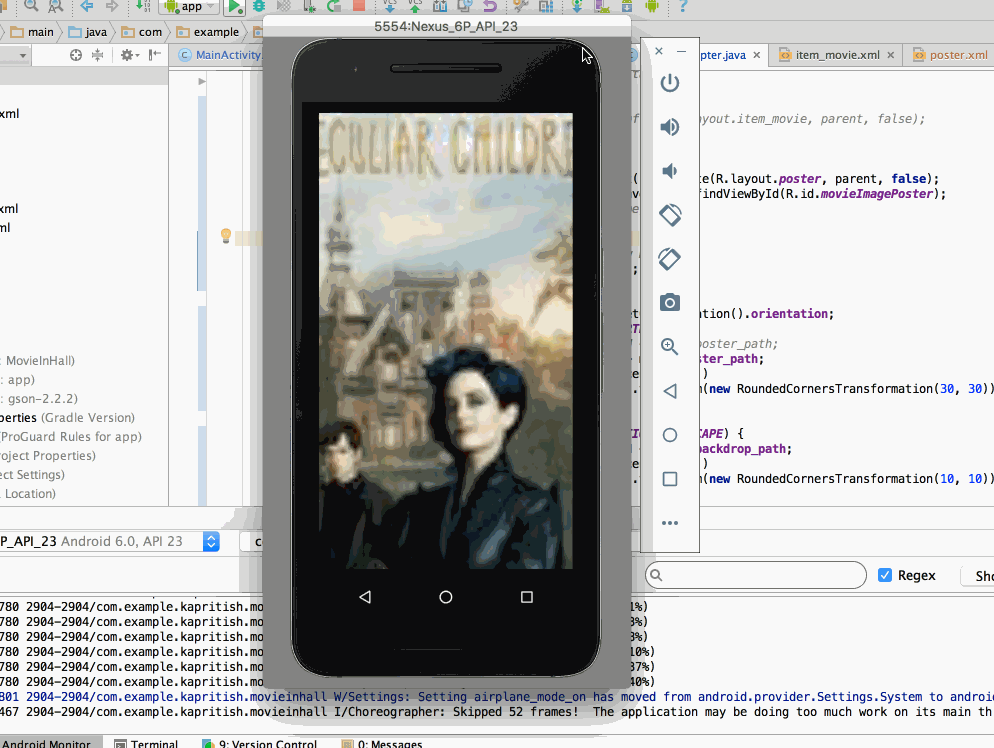 app
5554:Nexus_6P_API_23
main java com example
MainActivity.
pter.java item_movie.xml poster.xml
xml
yout.item_movie, parent, false);
e(R.layout.poster, parent, false);
findViewById(R.id.movieImagePoster);
xml
ml
ECULIAR CHILDRE
tion().orientation;
: MovieInHall)
oster_path;
ster_path;
: app)
: gson-2.2.2)
(new RoundedCornersTransformation(30, 30))
perties (Gradle Version)
(ProGuard Rules for app)
CAPE) {
oject Properties)
backdrop_path;
ect Settings)
(new RoundedCornersTransformation(10, 10))
Location)
P_API_23 Android 6.0, API 23
Regex
Sho
780 2904-2904/com.example.kapritish.mo
780 2904-2904/com.example.kapritish.mo
780 2904-2904/com.example.kapritish.mo
780 2904-2904/com.example.kapritish.mo 10%)
780 2904-2904/com.example.kapritish.mo 37%)
780 2904-2904/com.example.kapritish.mo 40%)
801 2904-2904/com.example.kapritish.movieinhall W/Settings: Setting airplane_mode_on has moved from android.provider.Settings.System to androi
467 2904-2904/com.example.kapritish.movieinhall I/Choreographer: Skipped 52 frames! The application may be doing too much work on its main th
Android Monitor Terminal 9: Version Control 0: Messages